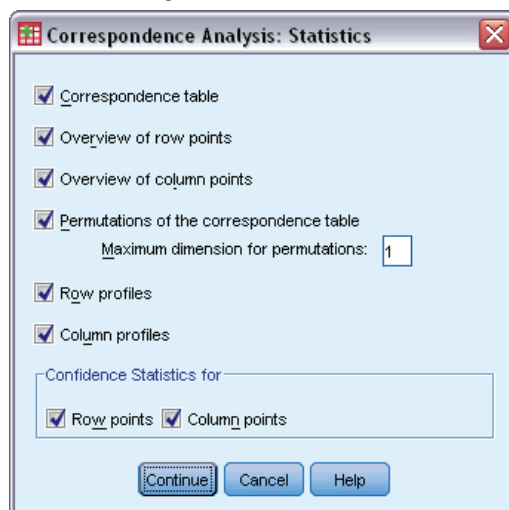 Correspondence Analysis: Statistics
Correspondence table
Overview of row points
Overview of column points
Permutations of the correspondence table
Maximum dimension for permutations: 1
Row profiles
Column profiles
Confidence Statistics for
Row points Column points
Continue Cancel Help